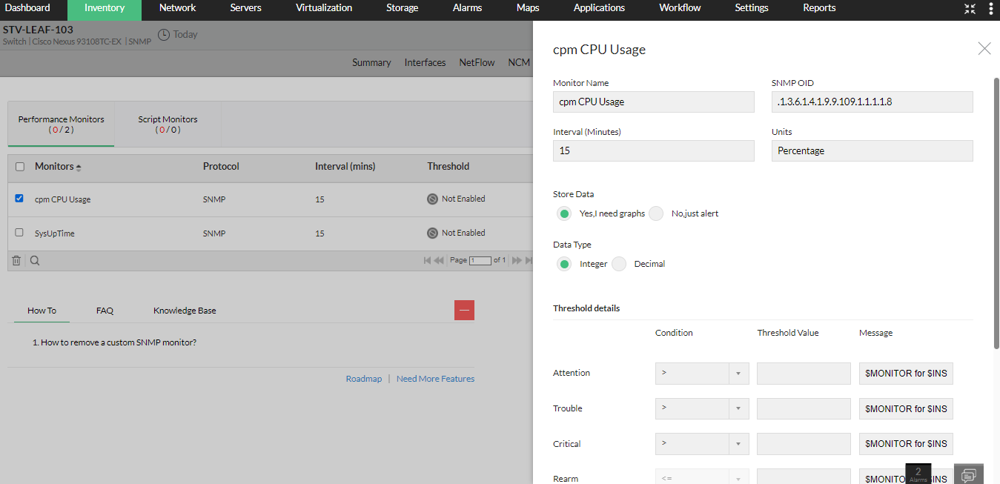 Dashboard Inventory Network Servers Virtualization Storage Alarms Maps Applications Workflow Settings Reports
STV-LEAF-103
Switch | Cisco Nexus 93108TC-EX | SNMP
Today
Summary Interfaces NetFlow NCM
Performance Monitors
( 0 / 2 )
Script Monitors
( 0 / 0 )
Monitors Protocol Interval (mins) Threshold
cpm CPU Usage SNMP 15 Not Enabled
SysUpTime SNMP 15 Not Enabled
Page 1 of 1
How To FAQ Knowledge Base
1. How to remove a custom SNMP monitor?
Roadmap | Need More Features
cpm CPU Usage
Monitor Name SNMP OID
cpm CPU Usage .1.3.6.1.4.1.9.9.109.1.1.1.1.8
Interval (Minutes) Units
15 Percentage
Store Data
Yes,I need graphs No,just alert
Data Type
Integer Decimal
Threshold details
Condition Threshold Value Message
Attention > $MONITOR for $INS
Trouble > $MONITOR for $INS
Critical > $MONITOR for $INS
Rearm <= $MONITOR for $INS
2
Alarms